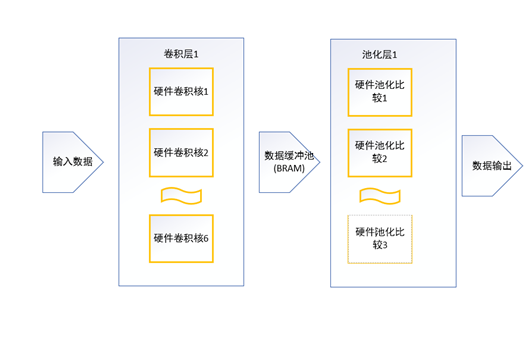 卷积层1
池化层1
硬件卷积核1
硬件池化比
较1
输入数据
硬件卷积核2
数据缓冲池
(BRAM)
硬件池化比
较2
数据输出
硬件卷积核6
硬件池化比
较3